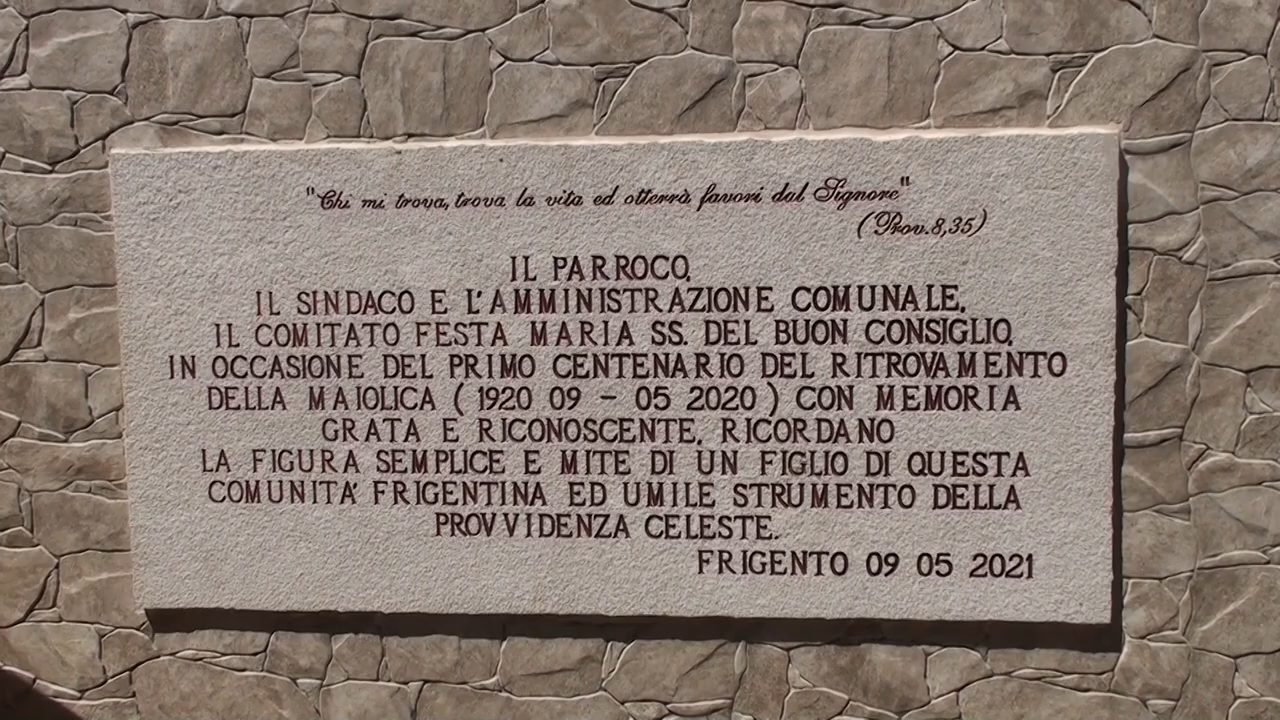 "Chi mi trova, trova la vita ed otterrà favori dal Signore"
(Prov.8,35)
IL PARROCO,
IL SINDACO E L'AMMINISTRAZIONE COMUNALE,
IL COMITATO FESTA MARIA SS. DEL BUON CONSIGLIO,
IN OCCASIONE DEL PRIMO CENTENARIO DEL RITROVAMENTO
DELLA MAIOLICA ( 1920 09 - 05 2020 ) CON MEMORIA
GRATA E RICONOSCENTE, RICORDANO
LA FIGURA SEMPLICE E MITE DI UN FIGLIO DI QUESTA
COMUNITA' FRIGENTINA ED UMILE STRUMENTO DELLA
PROVVIDENZA CELESTE.
FRIGENTO 09 05 2021